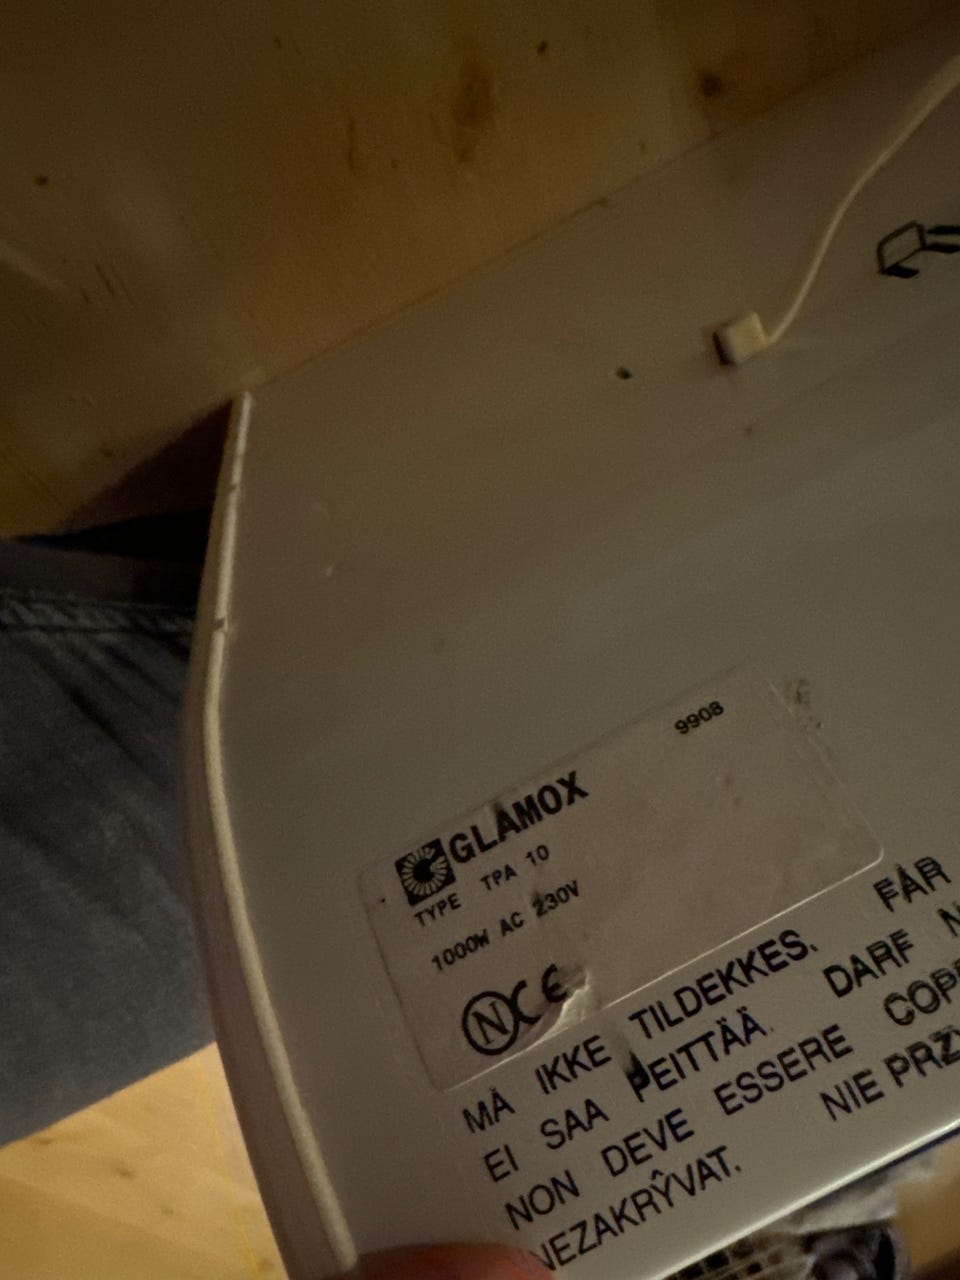 9908
GLAMOX
TYPE TPA 10
1000W AC 230V
N CE
MÅ IKKE TILDEKKES. FÅR
EI SAA PEITTÄÄ. DARF
NON DEVE ESSERE
NIE
NEZAKRÝVAT.